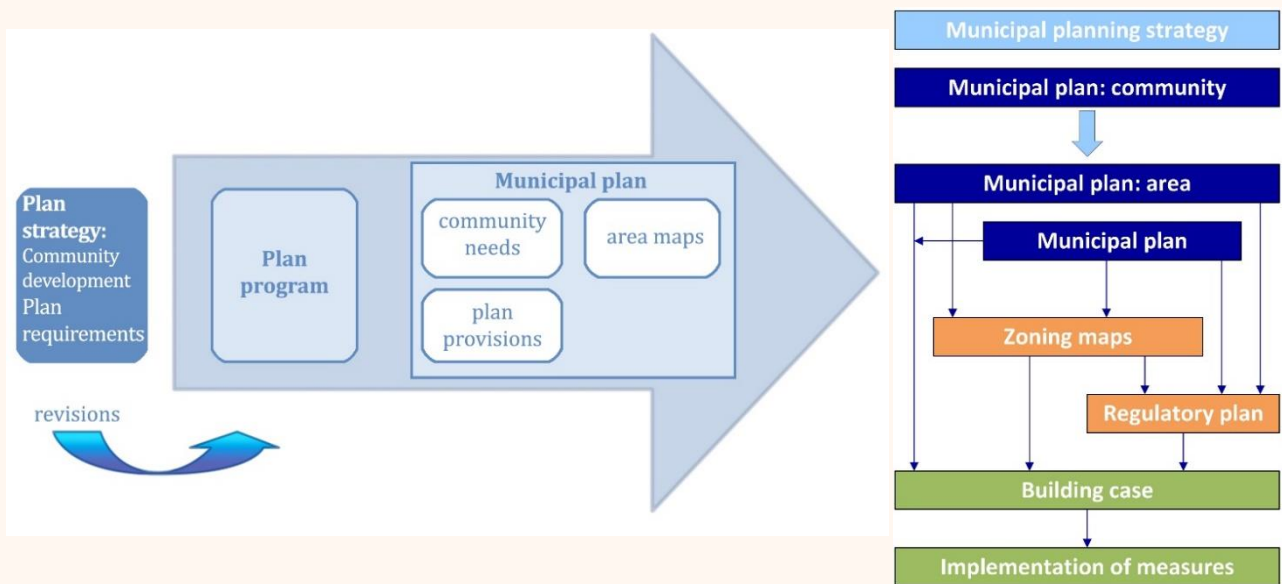 Plan
strategy:
Community
development
Plan
requirements
revisions
Plan
program
Municipal plan
community
needs
area maps
plan
provisions
Municipal planning strategy
Municipal plan: community
Municipal plan: area
Municipal plan
Zoning maps
Regulatory plan
Building case
Implementation of measures